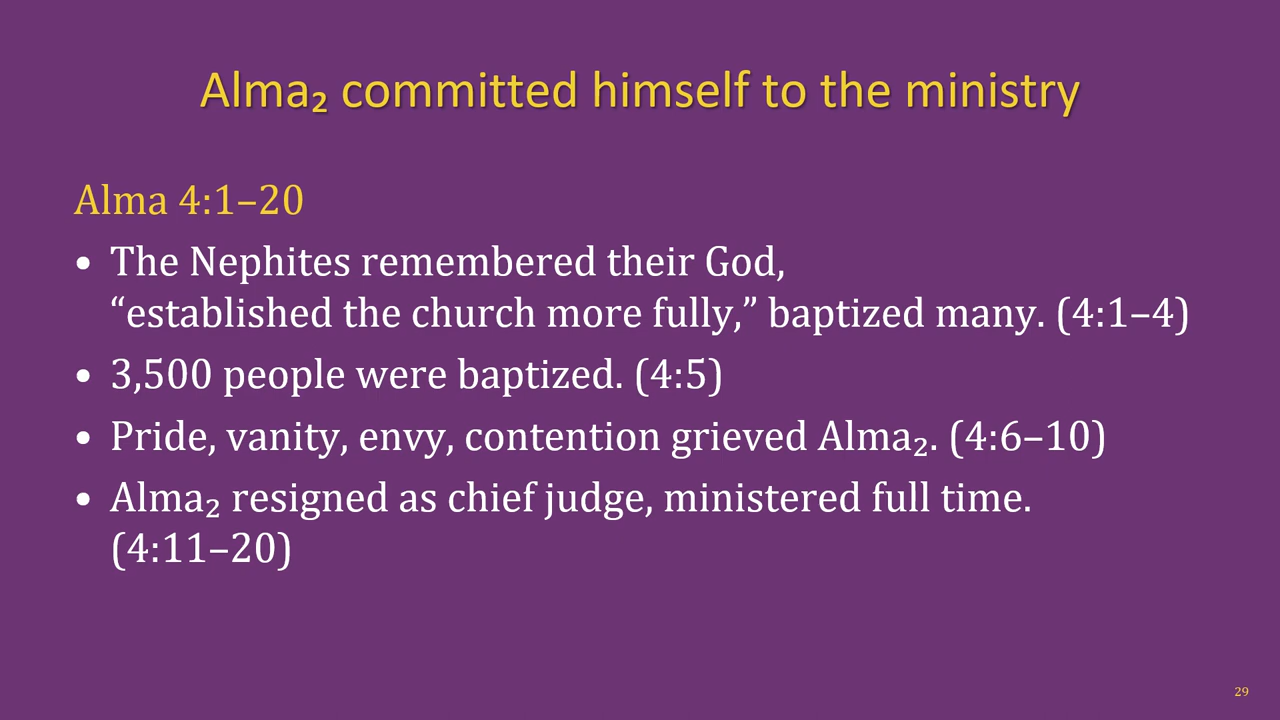 Alma₂ committed himself to the ministry
Alma 4:1–20
• The Nephites remembered their God,
“established the church more fully,” baptized many. (4:1–4)
• 3,500 people were baptized. (4:5)
• Pride, vanity, envy, contention grieved Alma₂. (4:6–10)
• Alma₂ resigned as chief judge, ministered full time.
(4:11–20)
29